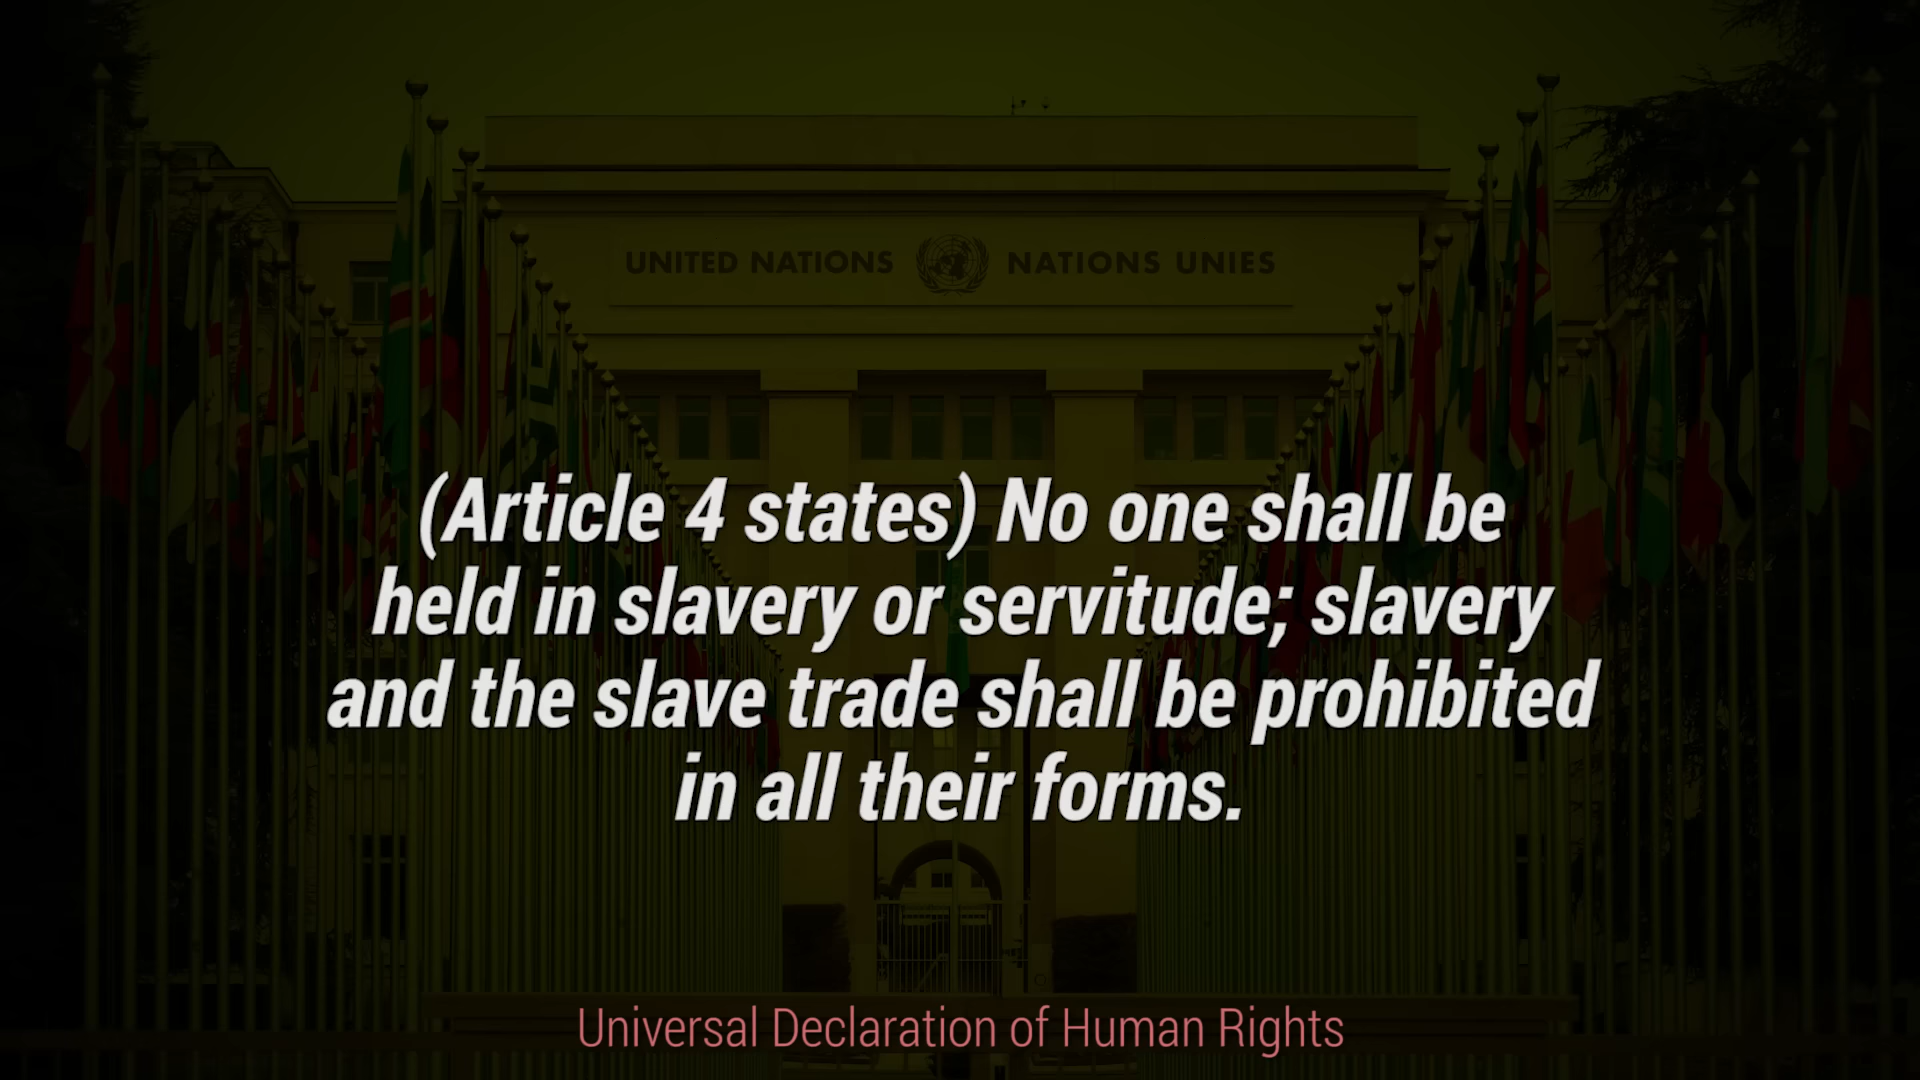 UNITED NATIONS NATIONS UNIES
(Article 4 states) No one shall be
held in slavery or servitude; slavery
and the slave trade shall be prohibited
in all their forms.
Universal Declaration of Human Rights